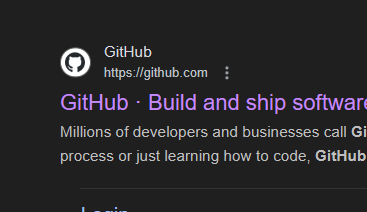 GitHub
https://github.com
GitHub · Build and ship software
Millions of developers and businesses call
process or just learning how to code, GitHub